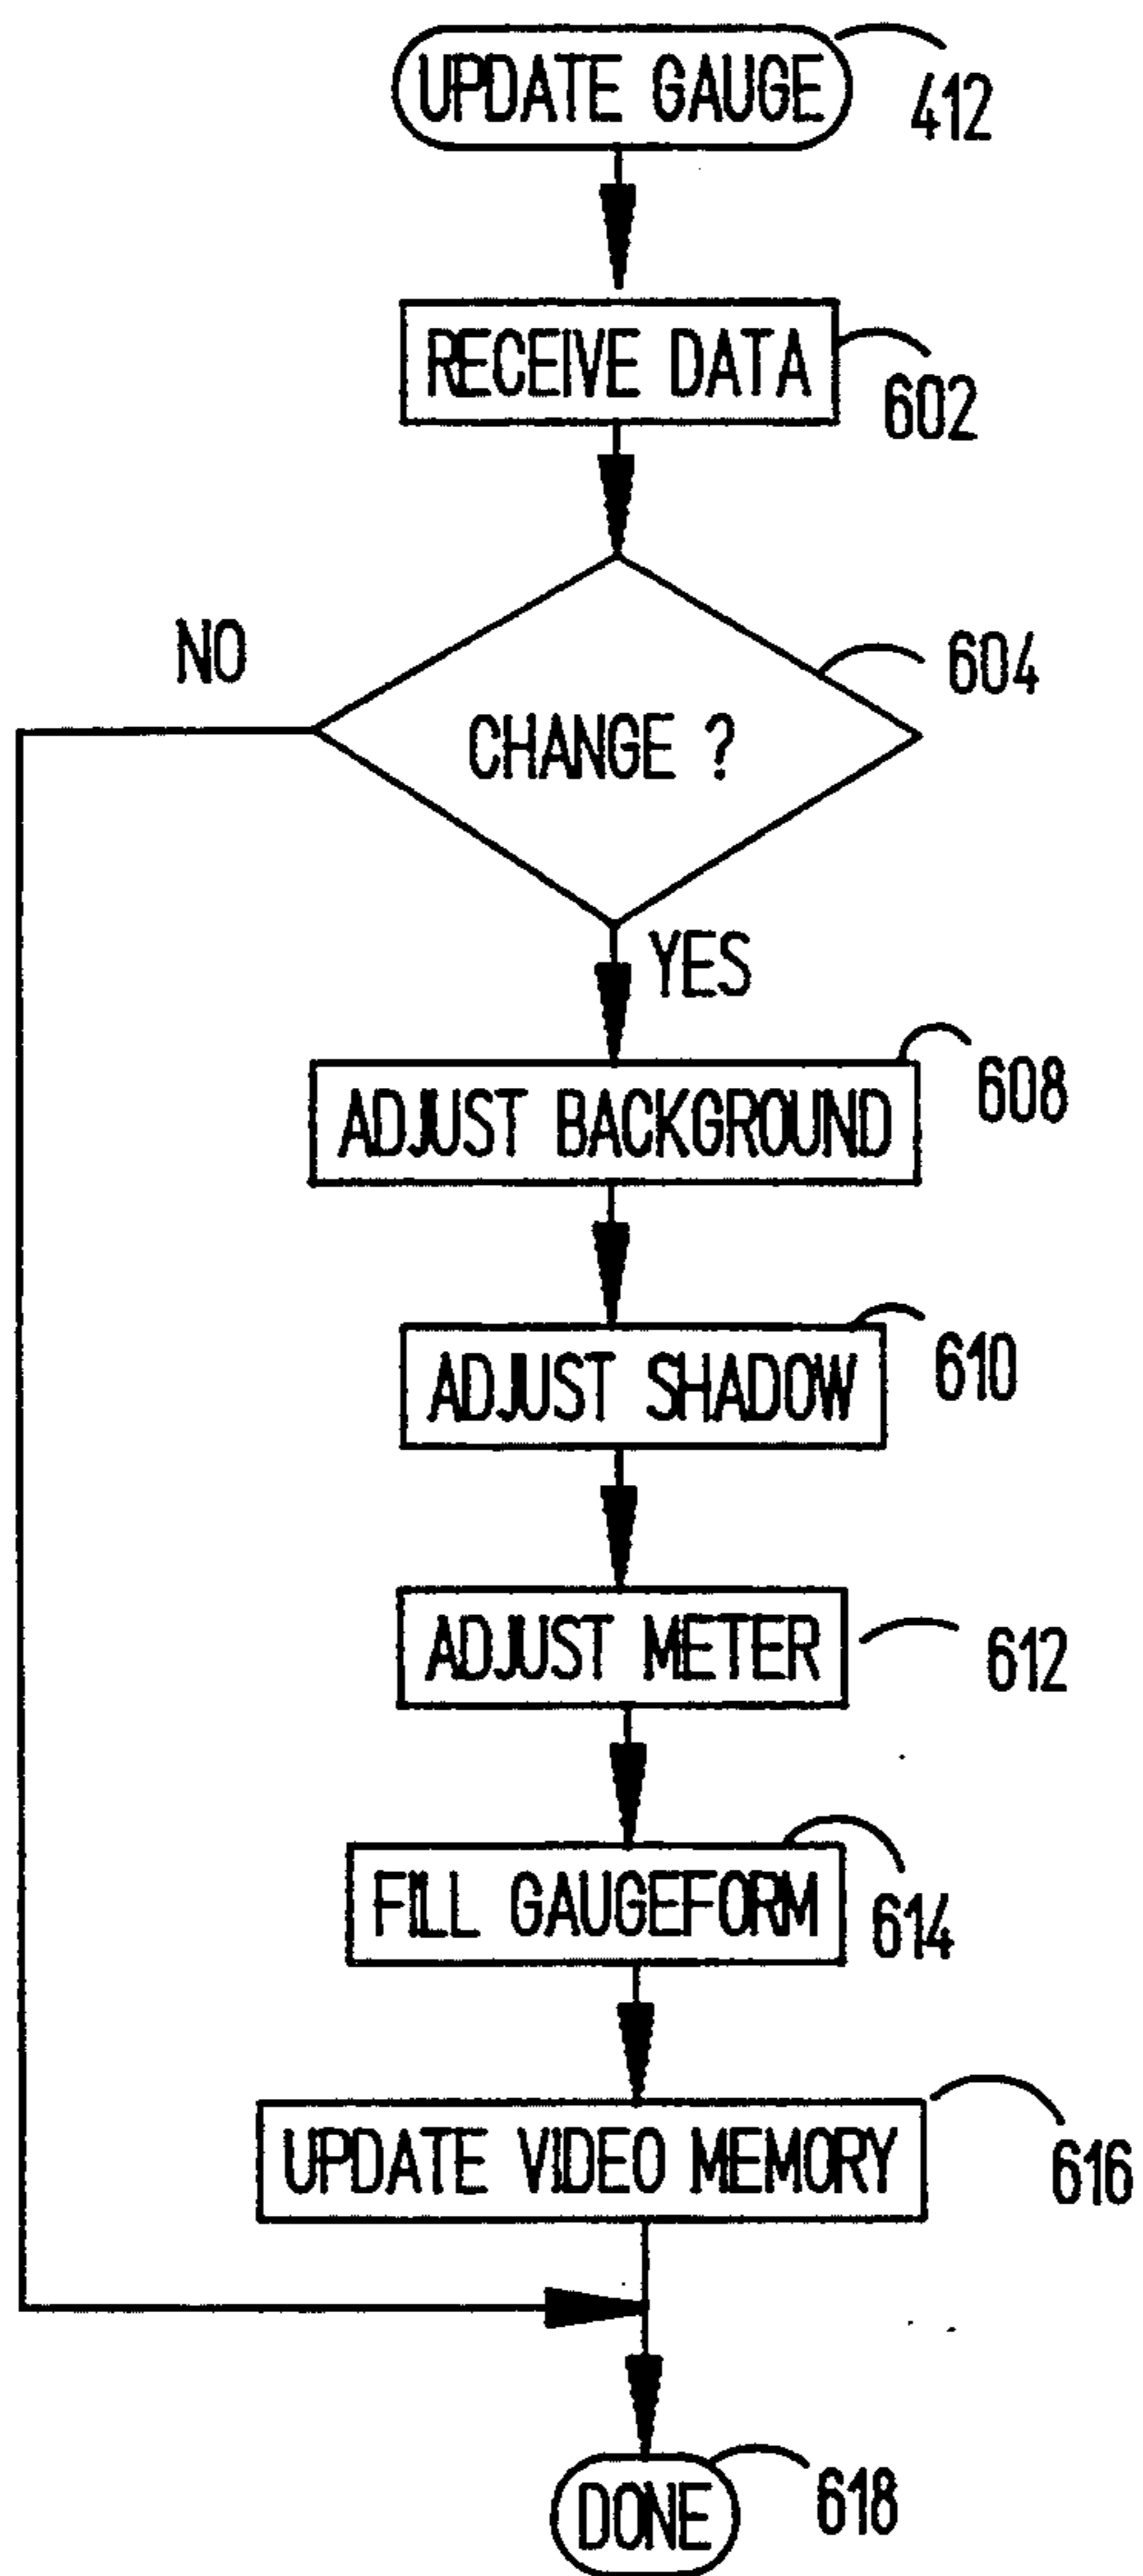 UPDATE GAUGE
412
RECEIVE DATA
602
NO
604
CHANGE ?
YES
608
ADJUST BACKGROUND
610
ADJUST SHADOW
ADJUST METER
612
FILL GAUGEFORM
614
UPDATE VIDEO MEMORY
616
DONE
618